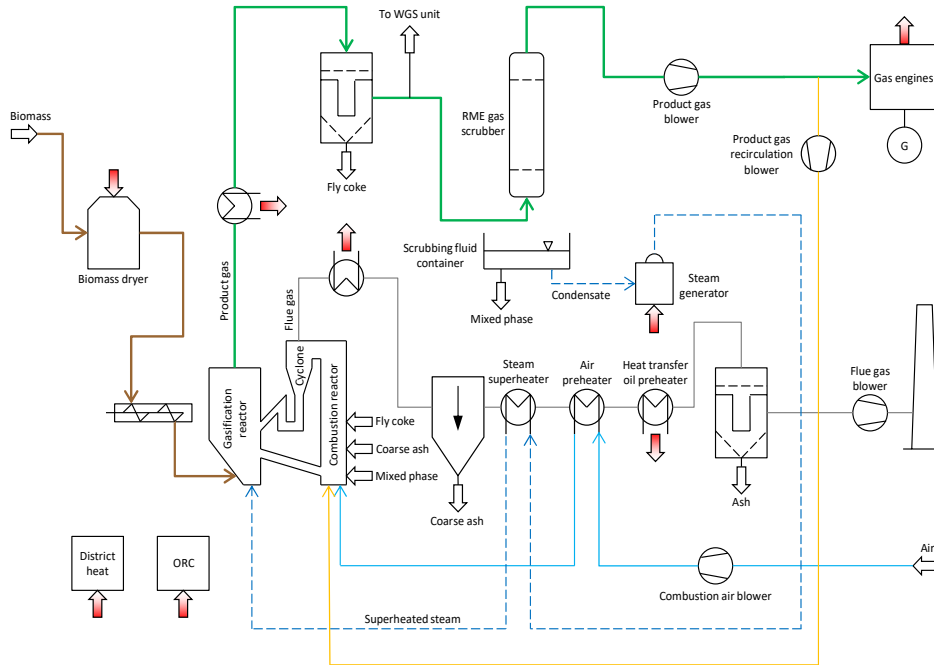 To WGS unit
Gas engines
RME gas
scrubber
Product gas
blower
Biomass
Product gas
recirculation
blower
G
Fly coke
Biomass dryer
Product gas
Flue gas
Scrubbing fluid
container
Condensate
Steam
generator
Mixed phase
Cyclone
Gasification
reactor
Combustion reactor
Steam
superheater
Air
preheater
Heat transfer
oil preheater
Flue gas
blower
Fly coke
Coarse ash
Mixed phase
Coarse ash
Ash
District
heat
ORC
Air
Combustion air blower
Superheated steam